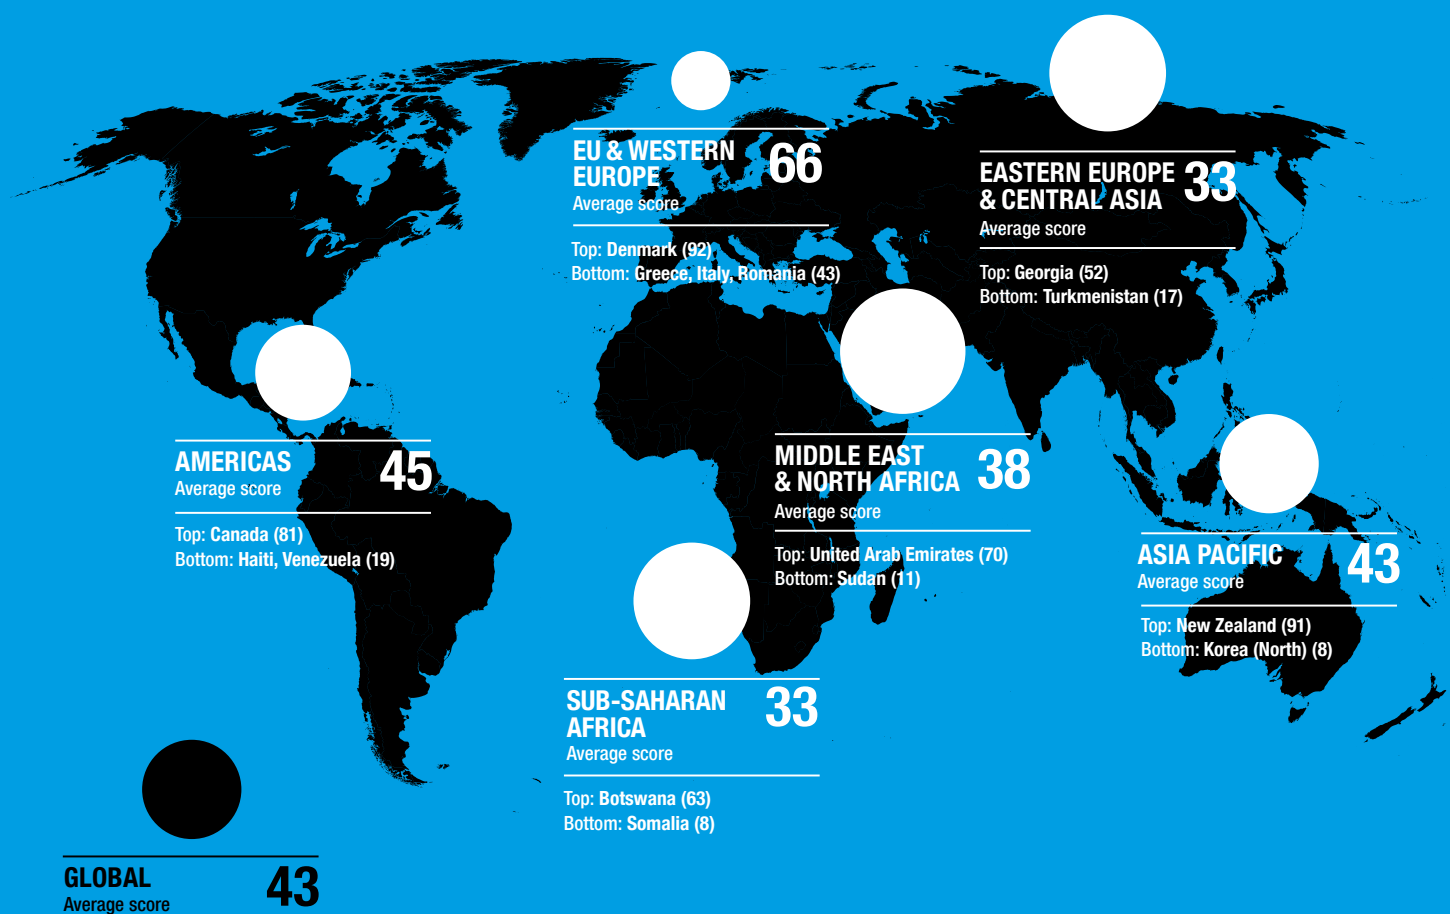 EU & WESTERN
EUROPE
66
Average score
Top: Denmark (92)
Bottom: Greece, Italy, Romania (43)
EASTERN EUROPE
& CENTRAL ASIA
33
Average score
Top: Georgia (52)
Bottom: Turkmenistan (17)
AMERICAS
45
Average score
Top: Canada (81)
Bottom: Haiti, Venezuela (19)
MIDDLE EAST
& NORTH AFRICA
38
Average score
Top: United Arab Emirates (70)
Bottom: Sudan (11)
ASIA PACIFIC
43
Average score
Top: New Zealand (91)
Bottom: Korea (North) (8)
SUB-SAHARAN
AFRICA
33
Average score
Top: Botswana (63)
Bottom: Somalia (8)
GLOBAL
43
Average score